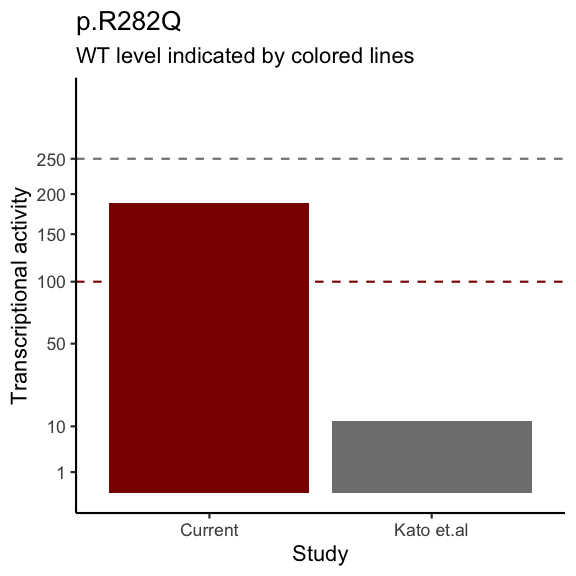 p.R282Q
WT level indicated by colored lines
Transcriptional activity
250
200
150
100
50
10
1
Current
Kato et.al
Study